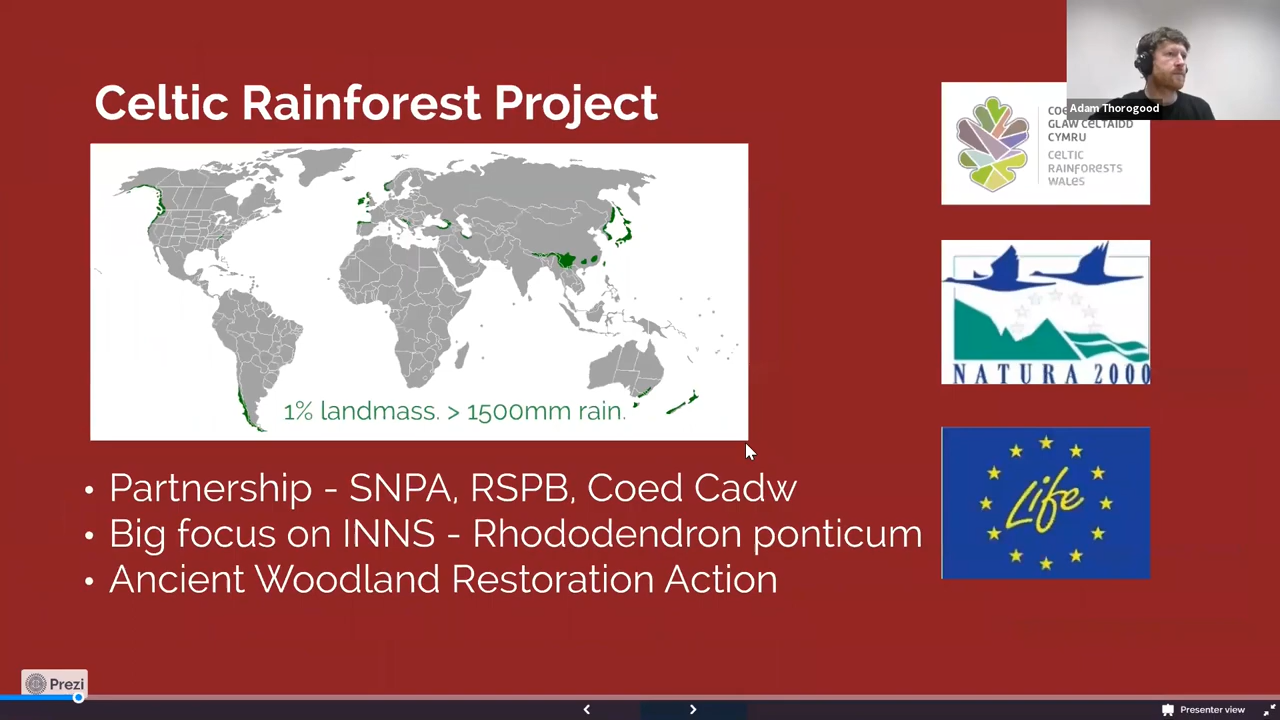 Adam Thorogood
Celtic Rainforest Project
GLAW CELTAIDD
CYMRU
CELTIC
RAINFORESTS
WALES
1% landmass. > 1500mm rain.
NATURA 2000
• Partnership - SNPA, RSPB, Coed Cadw
• Big focus on INNS - Rhododendron ponticum
• Ancient Woodland Restoration Action
Life
Prezi
Presenter view